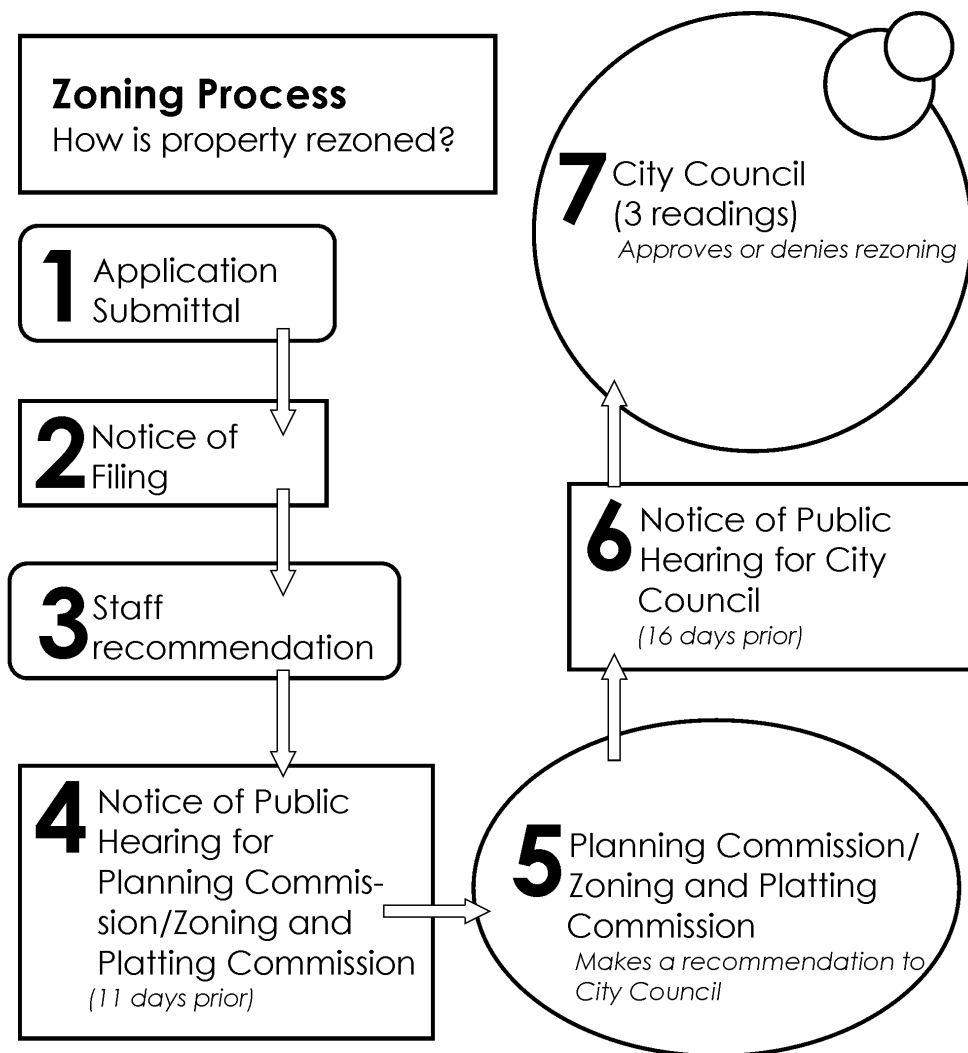 Zoning Process
How is property rezoned?
1 Application
Submittal
2 Notice of
Filing
3 Staff
recommendation
4 Notice of Public
Hearing for
Planning Commis-
sion/Zoning and
Platting Commission
(11 days prior)
5 Planning Commission/
Zoning and Platting
Commission
Makes a recommendation to
City Council
6 Notice of Public
Hearing for City
Council
(16 days prior)
7 City Council
(3 readings)
Approves or denies rezoning